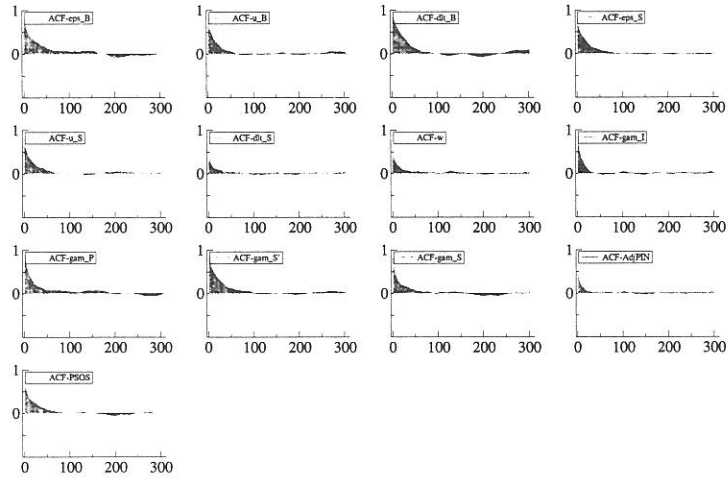 1 ACF-eps_B 1 ACF-u_B 1 ACF-dlt_B 1 ACF-eps_S
0 0 0 0
0 100 200 300 0 100 200 300 0 100 200 300 0 100 200 300
1 ACF-u_S 1 ACF-dlt_S 1 ACF-w 1 ACF-gam_I
0 0 0 0
0 100 200 300 0 100 200 300 0 100 200 300 0 100 200 300
1 ACF-gam_P 1 ACF-gam_S' 1 ACF-gam_S 1 ACF-AdjPIN
0 0 0 0
0 100 200 300 0 100 200 300 0 100 200 300 0 100 200 300
1 ACF-PSOS
0
0 100 200 300